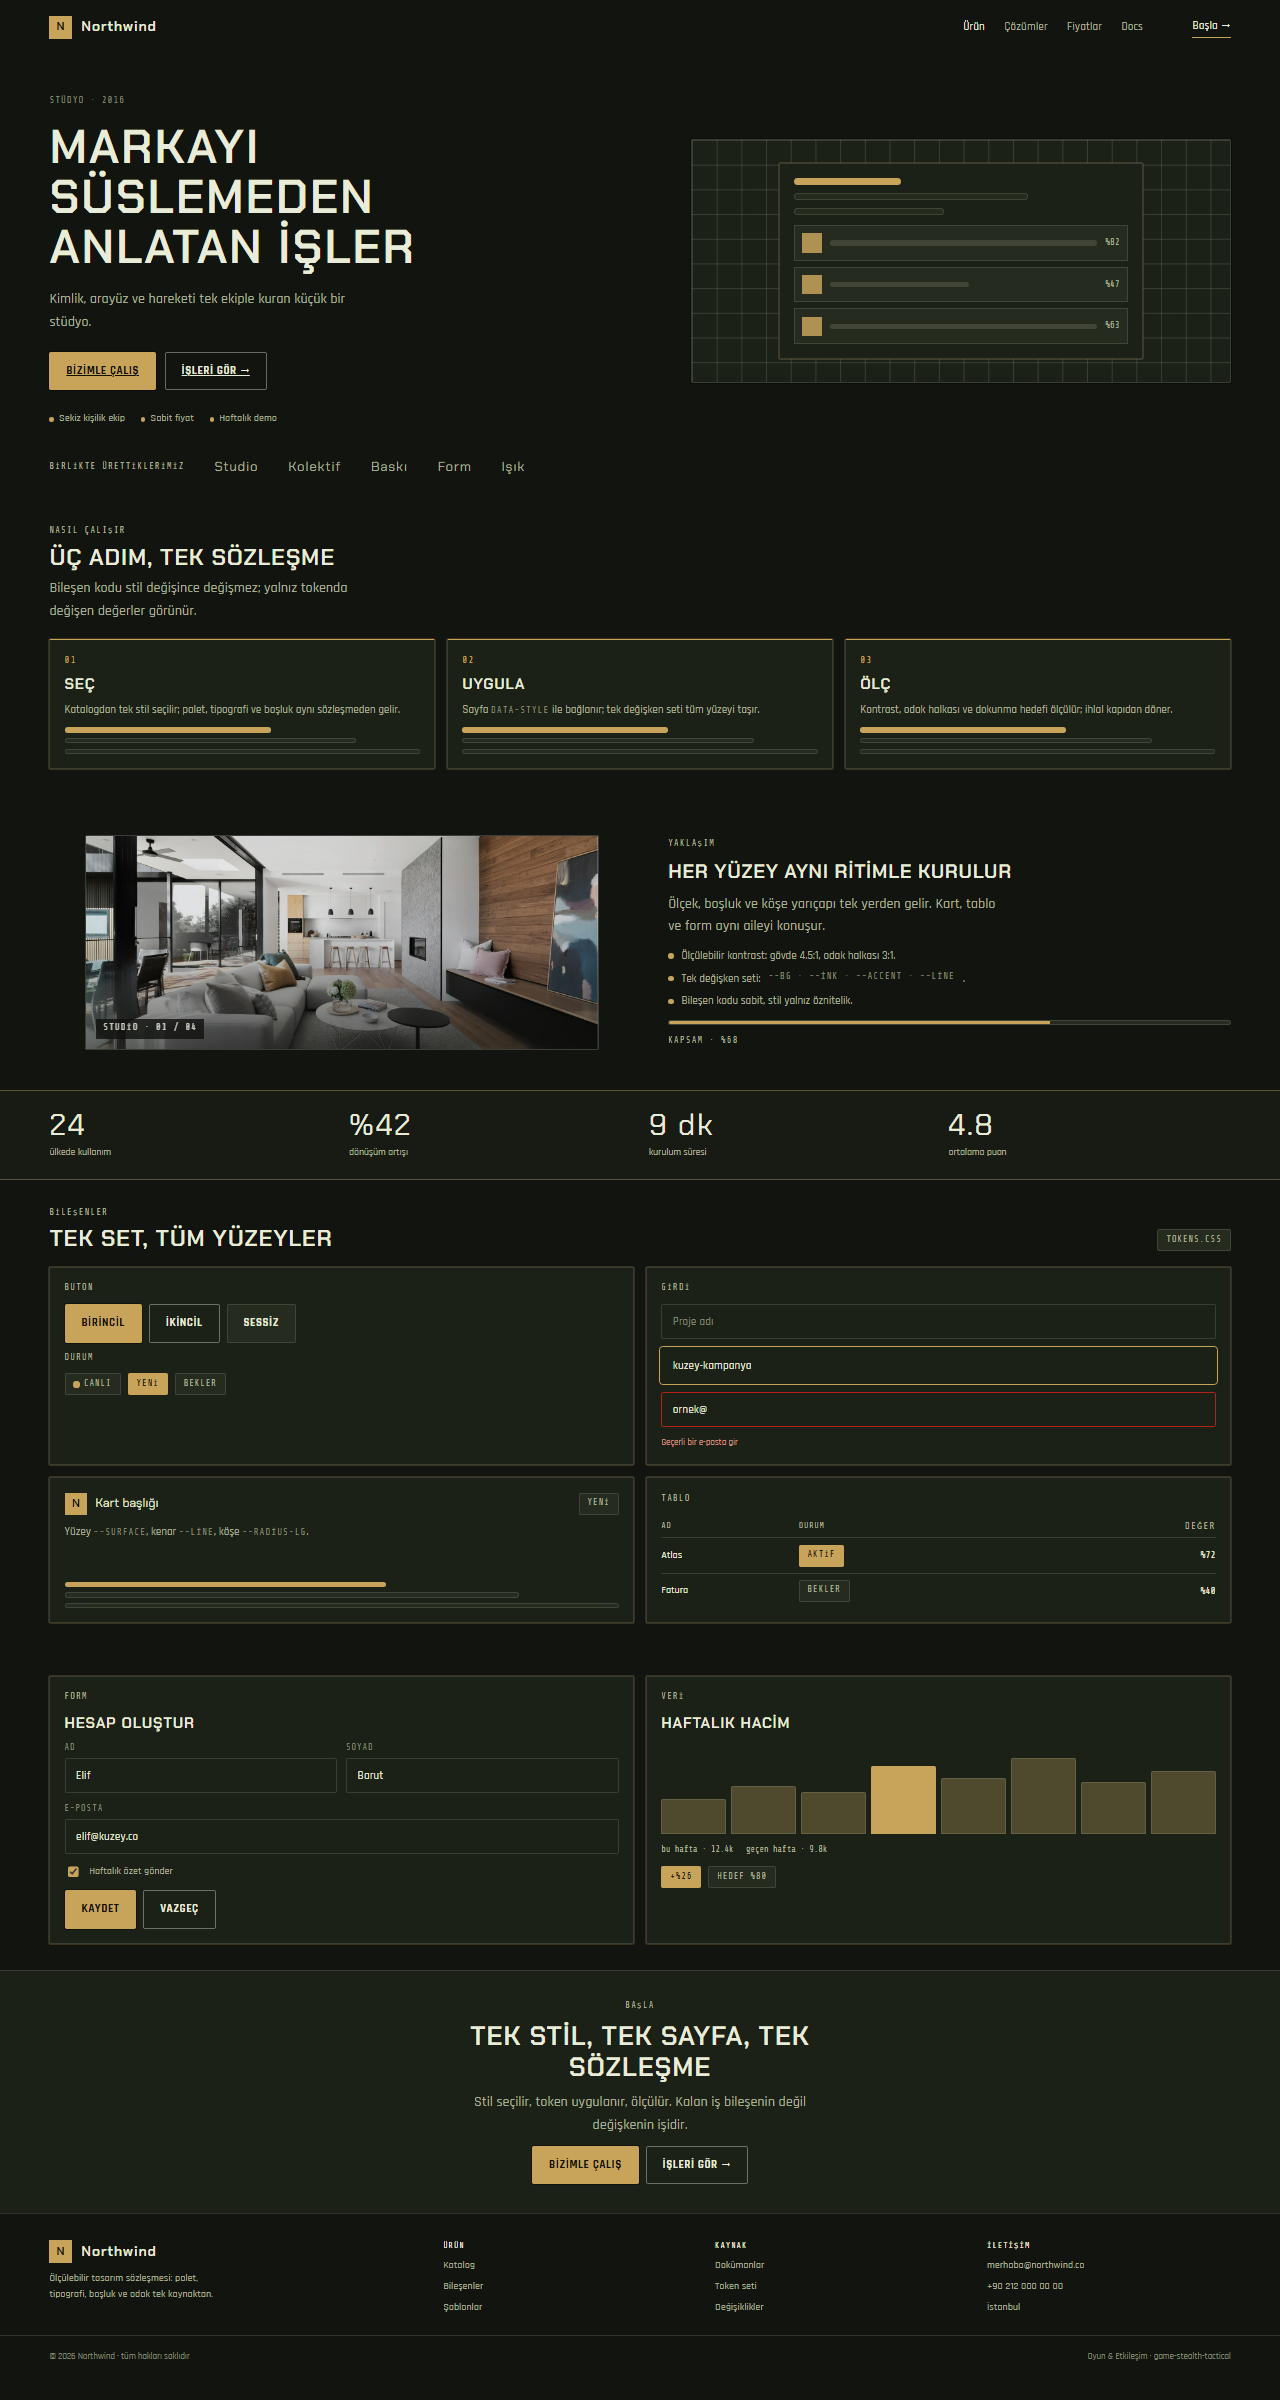 N Northwind
Ürün Çözümler Fiyatlar Docs Başla →
STÜDYO · 2016
MARKAYI
SÜSLEMEDEN
ANLATAN İŞLER
Kimlik, arayüz ve hareketi tek ekiple kuran küçük bir
stüdyo.
BİZİMLE ÇALIŞ İŞLERİ GÖR →
Sekiz kişilik ekip Sabit fiyat Haftalık demo
%82
%47
%63
BİRLİKTE ÜRETTİKLERİMİZ Studio Kolektif Baskı Form Işık
NASIL ÇALIŞIR
ÜÇ ADIM, TEK SÖZLEŞME
Bileşen kodu stil değişince değişmez; yalnız tokenda
değişen değerler görünür.
01
SEÇ
Katalogdan tek stil seçilir; palet, tipografi ve boşluk aynı sözleşmeden gelir.
02
UYGULA
Sayfa DATA-STYLE ile bağlanır; tek değişken seti tüm yüzeyi taşır.
03
ÖLÇ
Kontrast, odak halkası ve dokunma hedefi ölçülür; ihlal kapıdan döner.
STUDİO · 01 / 04
YAKLAŞIM
HER YÜZEY AYNI RİTİMLE KURULUR
Ölçek, boşluk ve köşe yarıçapı tek yerden gelir. Kart, tablo
ve form aynı aileyi konuşur.
Ölçülebilir kontrast: gövde 4.5:1, odak halkası 3:1.
Tek değişken seti: --BG · --İNK · --ACCENT · --LİNE .
Bileşen kodu sabit, stil yalnız öznitelik.
KAPSAM · %68
24
ülkede kullanım
%42
dönüşüm artışı
9 dk
kurulum süresi
4.8
ortalama puan
BİLEŞENLER
TEK SET, TÜM YÜZEYLER
TOKENS.CSS
BUTON
BİRİNCİL İKİNCİL SESSİZ
DURUM
CANLI YENİ BEKLER
GİRDİ
Proje adı
kuzey-kampanya
ornek@
Geçerli bir e-posta gir
N Kart başlığı YENİ
Yüzey --SURFACE, kenar --LİNE, köşe --RADİUS-LG.
TABLO
AD DURUM DEĞER
Atlas AKTİF %72
Fatura BEKLER %40
FORM
HESAP OLUŞTUR
AD SOYAD
Elif Barut
E-POSTA
elif@kuzey.co
Haftalık özet gönder
KAYDET VAZGEÇ
VERİ
HAFTALIK HACİM
bu hafta · 12.4k geçen hafta · 9.8k
+%26 HEDEF %80
BAŞLA
TEK STİL, TEK SAYFA, TEK
SÖZLEŞME
Stil seçilir, token uygulanır, ölçülür. Kalan iş bileşenin değil
değişkenin işidir.
BİZİMLE ÇALIŞ İŞLERİ GÖR →
N Northwind
Ölçülebilir tasarım sözleşmesi: palet,
tipografi, boşluk ve odak tek kaynaktan.
ÜRÜN
Katalog
Bileşenler
Şablonlar
KAYNAK
Dokümanlar
Token seti
Değişiklikler
İLETİŞİM
merhaba@northwind.co
+90 212 000 00 00
İstanbul
© 2026 Northwind · tüm hakları saklıdır
Oyun & Etkileşim · game-stealth-tactical